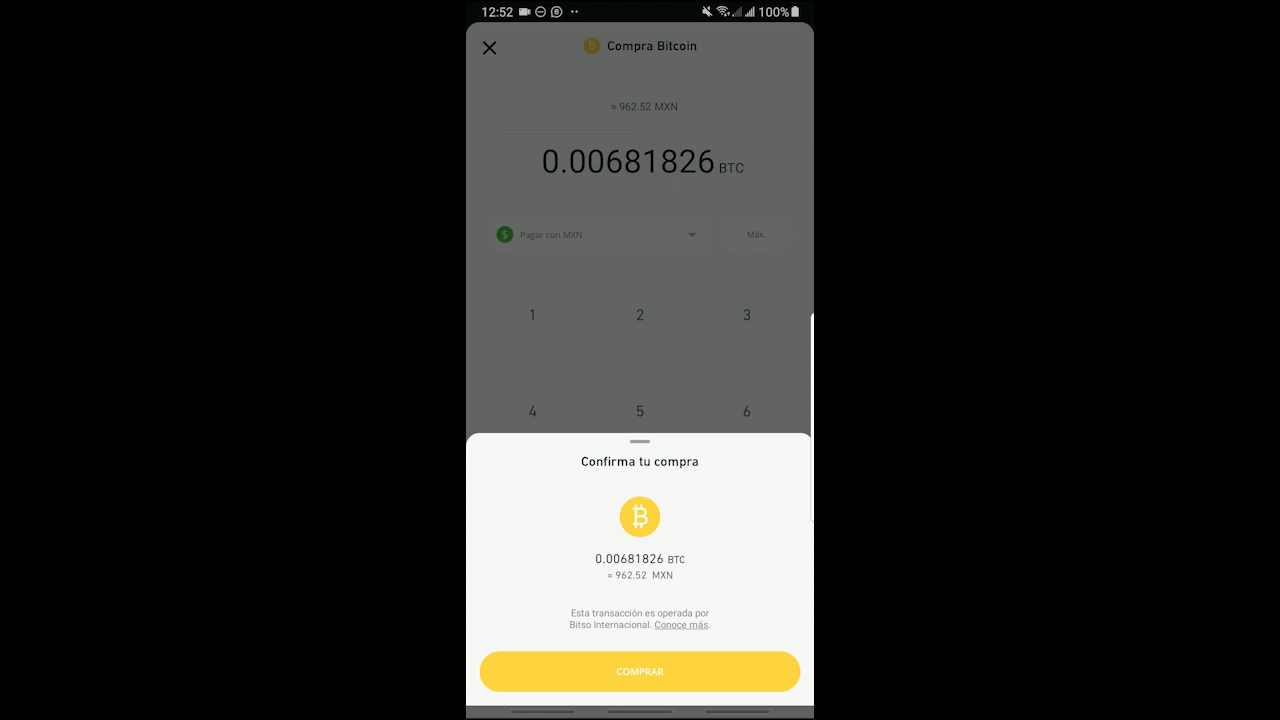 12:52
100%
Compra Bitcoin
≈ 962.52 MXN
0.00681826 BTC
Pagar con MXN
Máx.
1 2 3
4 5 6
Confirma tu compra
0.00681826 BTC
≈ 962.52 MXN
Esta transacción es operada por
Bitso Internacional. Conoce más.
COMPRAR